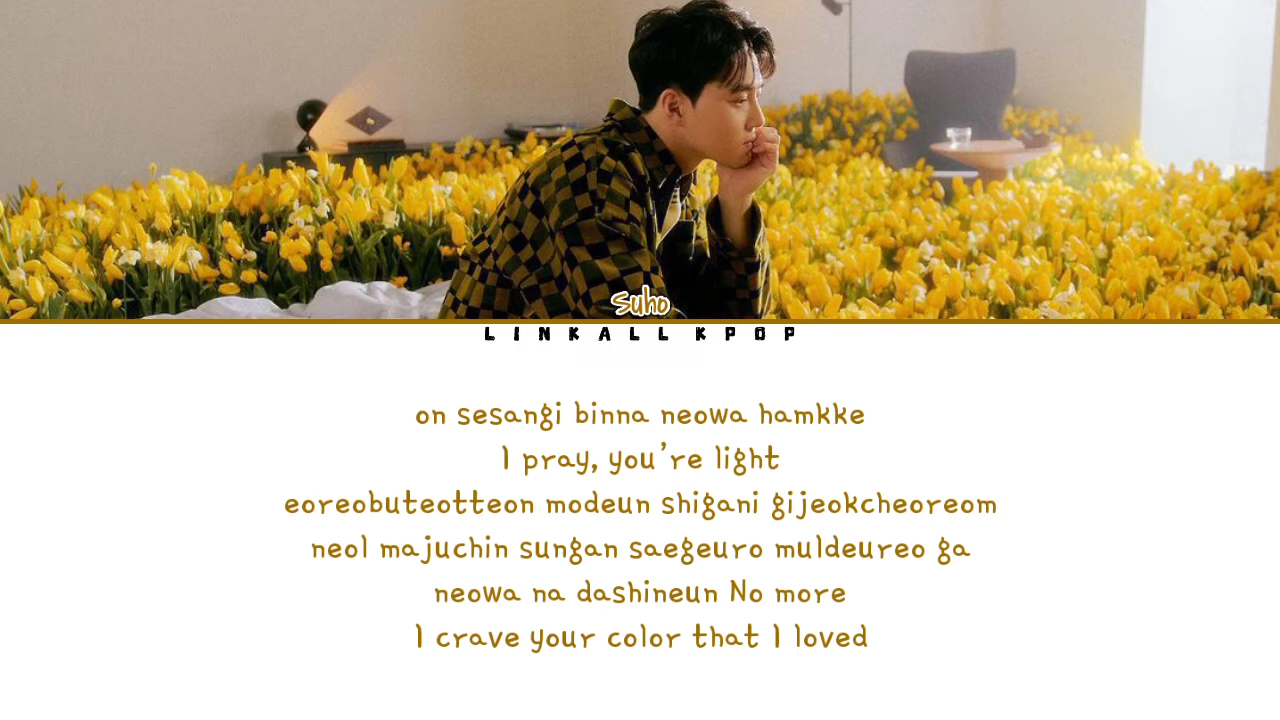 Suho
LINKALL KPOP
on sesangi binna neowa hamkke
I pray, you're light
eoreobuteotteon modeun shigani gijeokcheoreom
neol majuchin sungan saegeuro muldeureo ga
neowa na dashineun No more
I crave your color that I loved